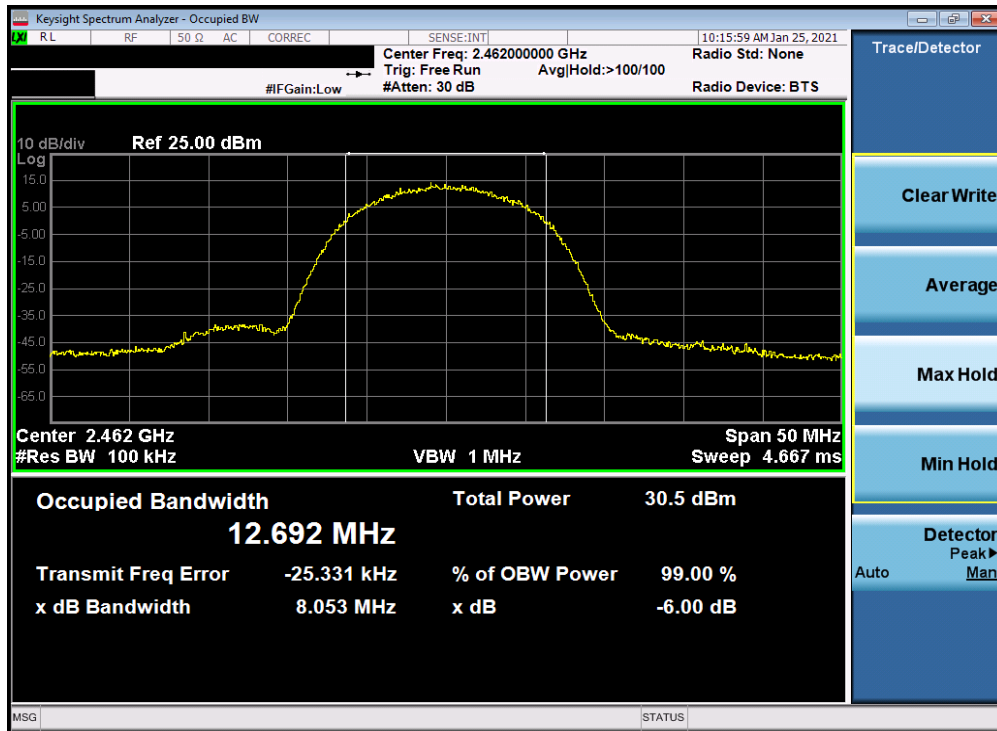 Keysight Spectrum Analyzer - Occupied BW
LXI RL RF 50 Ω AC CORREC SENSE:INT 10:15:59 AM Jan 25, 2021
Center Freq: 2.462000000 GHz Radio Std: None
Trig: Free Run Avg|Hold:>100/100
#IFGain:Low #Atten: 30 dB Radio Device: BTS
10 dB/div Ref 25.00 dBm
Log
15.0
5.00
-5.00
-15.0
-25.0
-35.0
-45.0
-55.0
-65.0
Center 2.462 GHz Span 50 MHz
#Res BW 100 kHz VBW 1 MHz Sweep 4.667 ms
Occupied Bandwidth Total Power 30.5 dBm
12.692 MHz
Transmit Freq Error -25.331 kHz % of OBW Power 99.00 %
x dB Bandwidth 8.053 MHz x dB -6.00 dB
MSG STATUS
Trace/Detector
Clear Write
Average
Max Hold
Min Hold
Detector
Peak▶
Auto Man